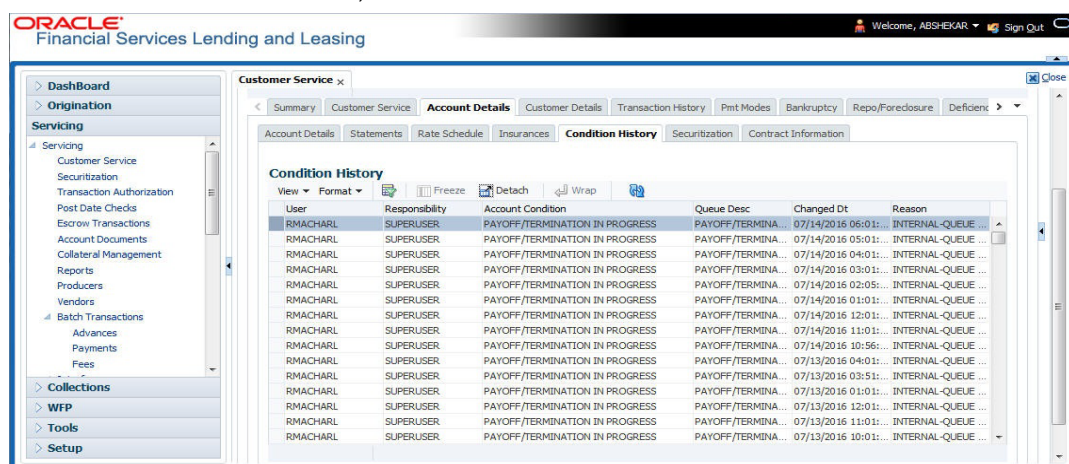 ORACLE
Financial Services Lending and Leasing
Welcome, ABSHEKAR Sign Out
Close
DashBoard
Origination
Servicing
Servicing
Customer Service
Securitization
Transaction Authorization
Post Date Checks
Escrow Transactions
Account Documents
Collateral Management
Reports
Producers
Vendors
Batch Transactions
Advances
Payments
Fees
Collections
WFP
Tools
Setup
Customer Service
Summary Customer Service Account Details Customer Details Transaction History Pmt Modes Bankruptcy Repo/Foreclosure Deficienc
Account Details Statements Rate Schedule Insurances Condition History Securitization Contract Information
Condition History
View Format Freeze Detach Wrap
User Responsibility Account Condition Queue Desc Changed Dt Reason
RMACHARL SUPERUSER PAYOFF/TERMINATION IN PROGRESS PAYOFF/TERMINA... 07/14/2016 06:01:... INTERNAL-QUEUE ...
RMACHARL SUPERUSER PAYOFF/TERMINATION IN PROGRESS PAYOFF/TERMINA... 07/14/2016 05:01:... INTERNAL-QUEUE ...
RMACHARL SUPERUSER PAYOFF/TERMINATION IN PROGRESS PAYOFF/TERMINA... 07/14/2016 04:01:... INTERNAL-QUEUE ...
RMACHARL SUPERUSER PAYOFF/TERMINATION IN PROGRESS PAYOFF/TERMINA... 07/14/2016 03:01:... INTERNAL-QUEUE ...
RMACHARL SUPERUSER PAYOFF/TERMINATION IN PROGRESS PAYOFF/TERMINA... 07/14/2016 02:05:... INTERNAL-QUEUE ...
RMACHARL SUPERUSER PAYOFF/TERMINATION IN PROGRESS PAYOFF/TERMINA... 07/14/2016 01:01:... INTERNAL-QUEUE ...
RMACHARL SUPERUSER PAYOFF/TERMINATION IN PROGRESS PAYOFF/TERMINA... 07/14/2016 12:01:... INTERNAL-QUEUE ...
RMACHARL SUPERUSER PAYOFF/TERMINATION IN PROGRESS PAYOFF/TERMINA... 07/14/2016 11:01:... INTERNAL-QUEUE ...
RMACHARL SUPERUSER PAYOFF/TERMINATION IN PROGRESS PAYOFF/TERMINA... 07/14/2016 10:56:... INTERNAL-QUEUE ...
RMACHARL SUPERUSER PAYOFF/TERMINATION IN PROGRESS PAYOFF/TERMINA... 07/13/2016 04:01:... INTERNAL-QUEUE ...
RMACHARL SUPERUSER PAYOFF/TERMINATION IN PROGRESS PAYOFF/TERMINA... 07/13/2016 03:51:... INTERNAL-QUEUE ...
RMACHARL SUPERUSER PAYOFF/TERMINATION IN PROGRESS PAYOFF/TERMINA... 07/13/2016 01:01:... INTERNAL-QUEUE ...
RMACHARL SUPERUSER PAYOFF/TERMINATION IN PROGRESS PAYOFF/TERMINA... 07/13/2016 12:01:... INTERNAL-QUEUE ...
RMACHARL SUPERUSER PAYOFF/TERMINATION IN PROGRESS PAYOFF/TERMINA... 07/13/2016 11:01:... INTERNAL-QUEUE ...
RMACHARL SUPERUSER PAYOFF/TERMINATION IN PROGRESS PAYOFF/TERMINA... 07/13/2016 10:01:... INTERNAL-QUEUE ...